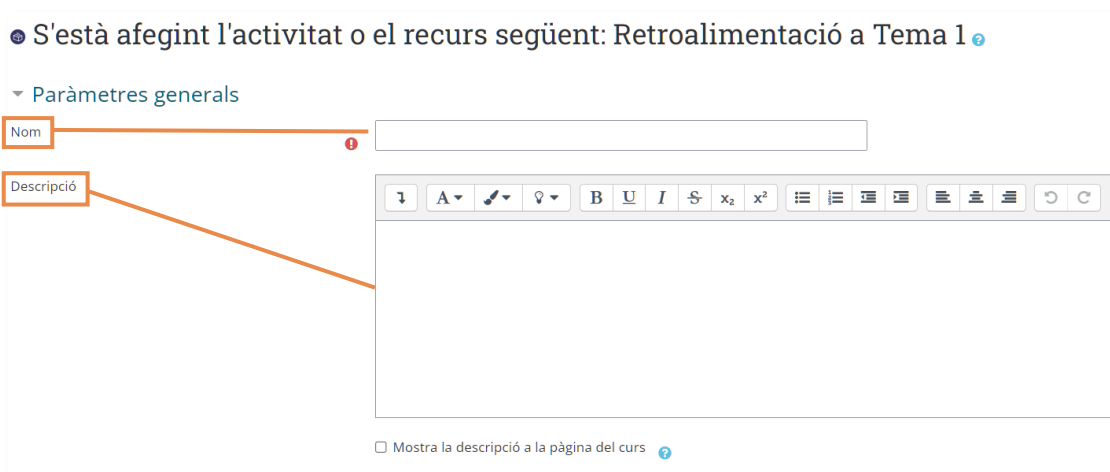 S'està afegint l'activitat o el recurs següent: Retroalimentació a Tema 1
Paràmetres generals
Nom
Descripció
A B U I S x₂ x²
Mostra la descripció a la pàgina del curs